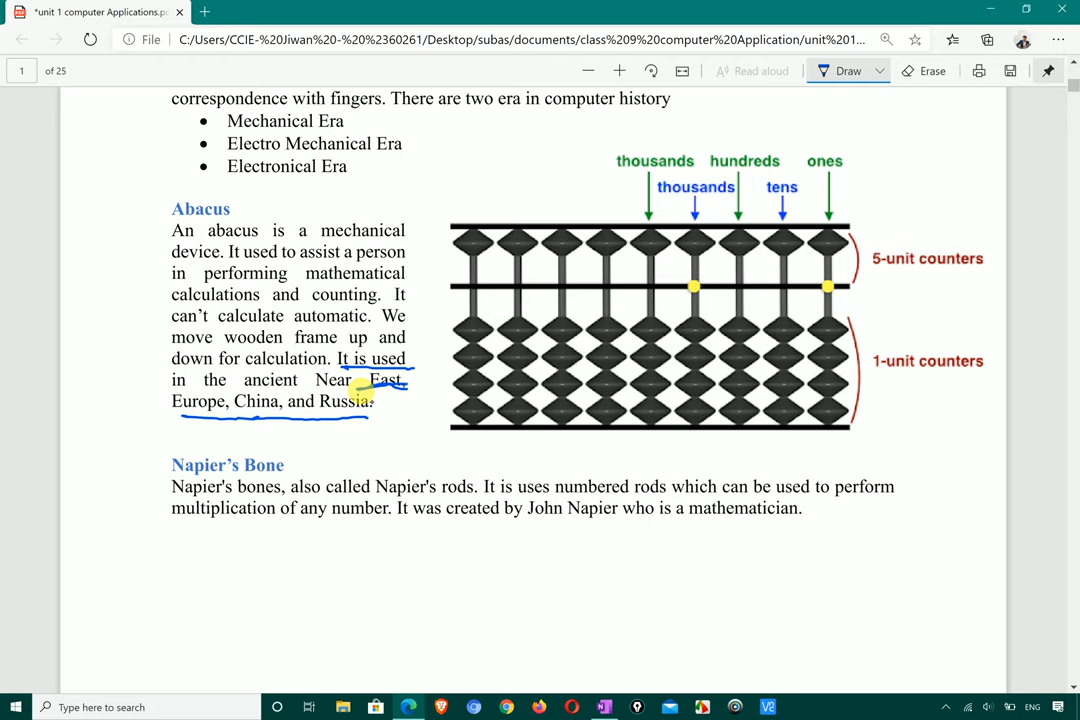 *unit 1 computer Applications.pd
File
C:/Users/CCIE-%20Jiwan%20-%20%2360261/Desktop/subas/documents/class%209%20computer%20Application/unit%201...
1 of 25
Read aloud
Draw
Erase
correspondence with fingers. There are two era in computer history
• Mechanical Era
• Electro Mechanical Era
• Electronical Era
thousands hundreds ones
thousands tens
Abacus
An abacus is a mechanical
device. It used to assist a person
in performing mathematical
calculations and counting. It
can't calculate automatic. We
move wooden frame up and
down for calculation. It is used
in the ancient Near East,
Europe, China, and Russia.
5-unit counters
1-unit counters
Napier's Bone
Napier's bones, also called Napier's rods. It is uses numbered rods which can be used to perform
multiplication of any number. It was created by John Napier who is a mathematician.
Type here to search
ENG